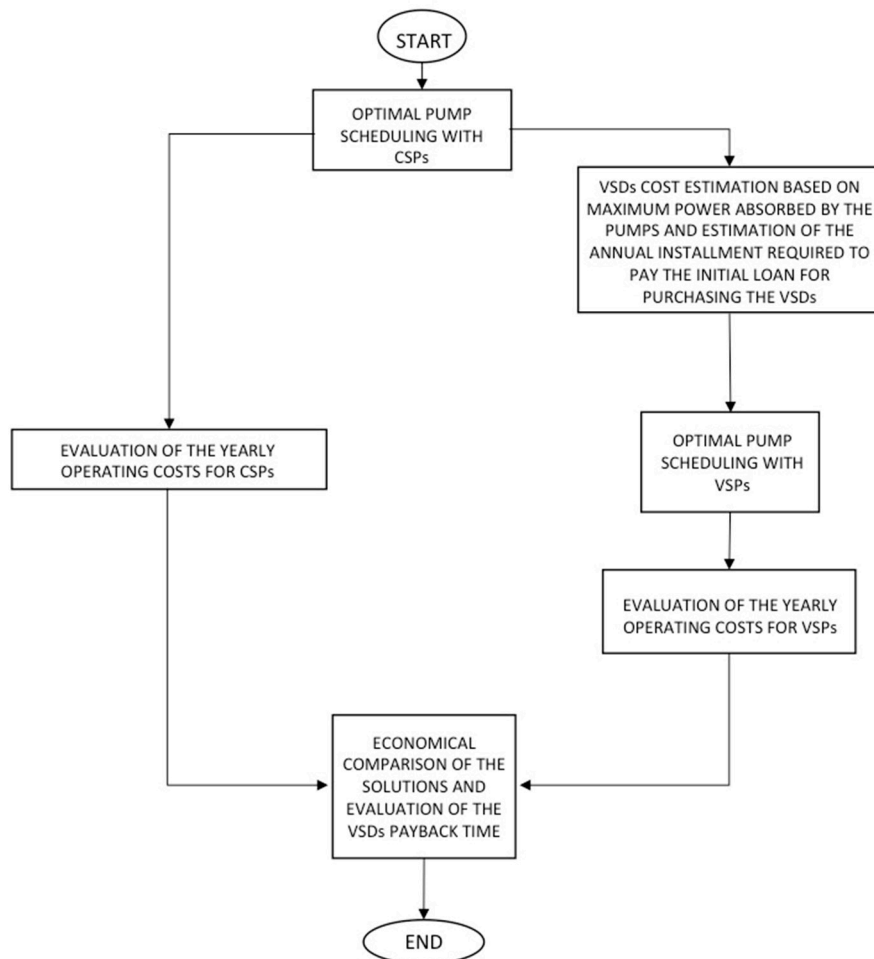 START
OPTIMAL PUMP
SCHEDULING WITH
CSPs
VSDs COST ESTIMATION BASED ON
MAXIMUM POWER ABSORBED BY THE
PUMPS AND ESTIMATION OF THE
ANNUAL INSTALLMENT REQUIRED TO
PAY THE INITIAL LOAN FOR
PURCHASING THE VSDs
EVALUATION OF THE YEARLY
OPERATING COSTS FOR CSPs
OPTIMAL PUMP
SCHEDULING WITH
VSPs
EVALUATION OF THE YEARLY
OPERATING COSTS FOR VSPs
ECONOMICAL
COMPARISON OF THE
SOLUTIONS AND
EVALUATION OF THE
VSDs PAYBACK TIME
END